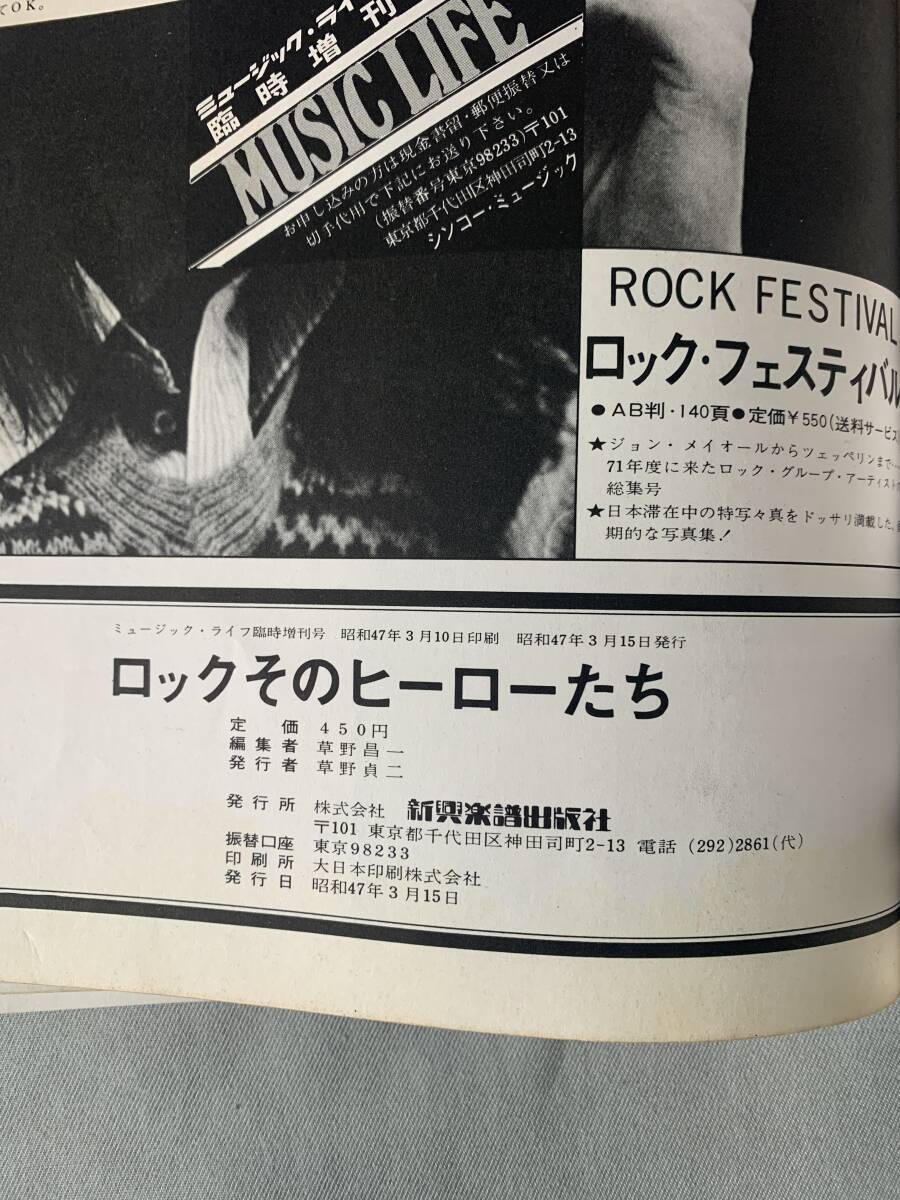 てOK。
ミュージック・ライ
臨時増刊
MUSIC LIFE
お申し込みの方は現金書留・郵便振替又は
切手代用で下記にお送り下さい。
(振替番号東京98233)〒101
東京都千代田区神田司町2-13
シンコー・ミュージック
ROCK FESTIVAL
ロック・フェスティバル
●AB判・140頁●定価¥550(送料サービス)
★ジョン・メイオールからツェッペリンまで…
71年度に来たロック・グループ・アーティスト
総集号
★日本滞在中の特写々真をドッサリ満載した、
期的な写真集!
ミュージック・ライフ臨時増刊号 昭和47年3月10日印刷 昭和47年3月15日発行
ロックそのヒーローたち
定価 450円
編集者 草野昌一
発行者 草野貞二
発行所 株式会社 新興楽譜出版社
〒101 東京都千代田区神田司町2-13 電話 (292)2861(代)
振替口座 東京98233
印刷所 大日本印刷株式会社
発行日 昭和47年3月15日